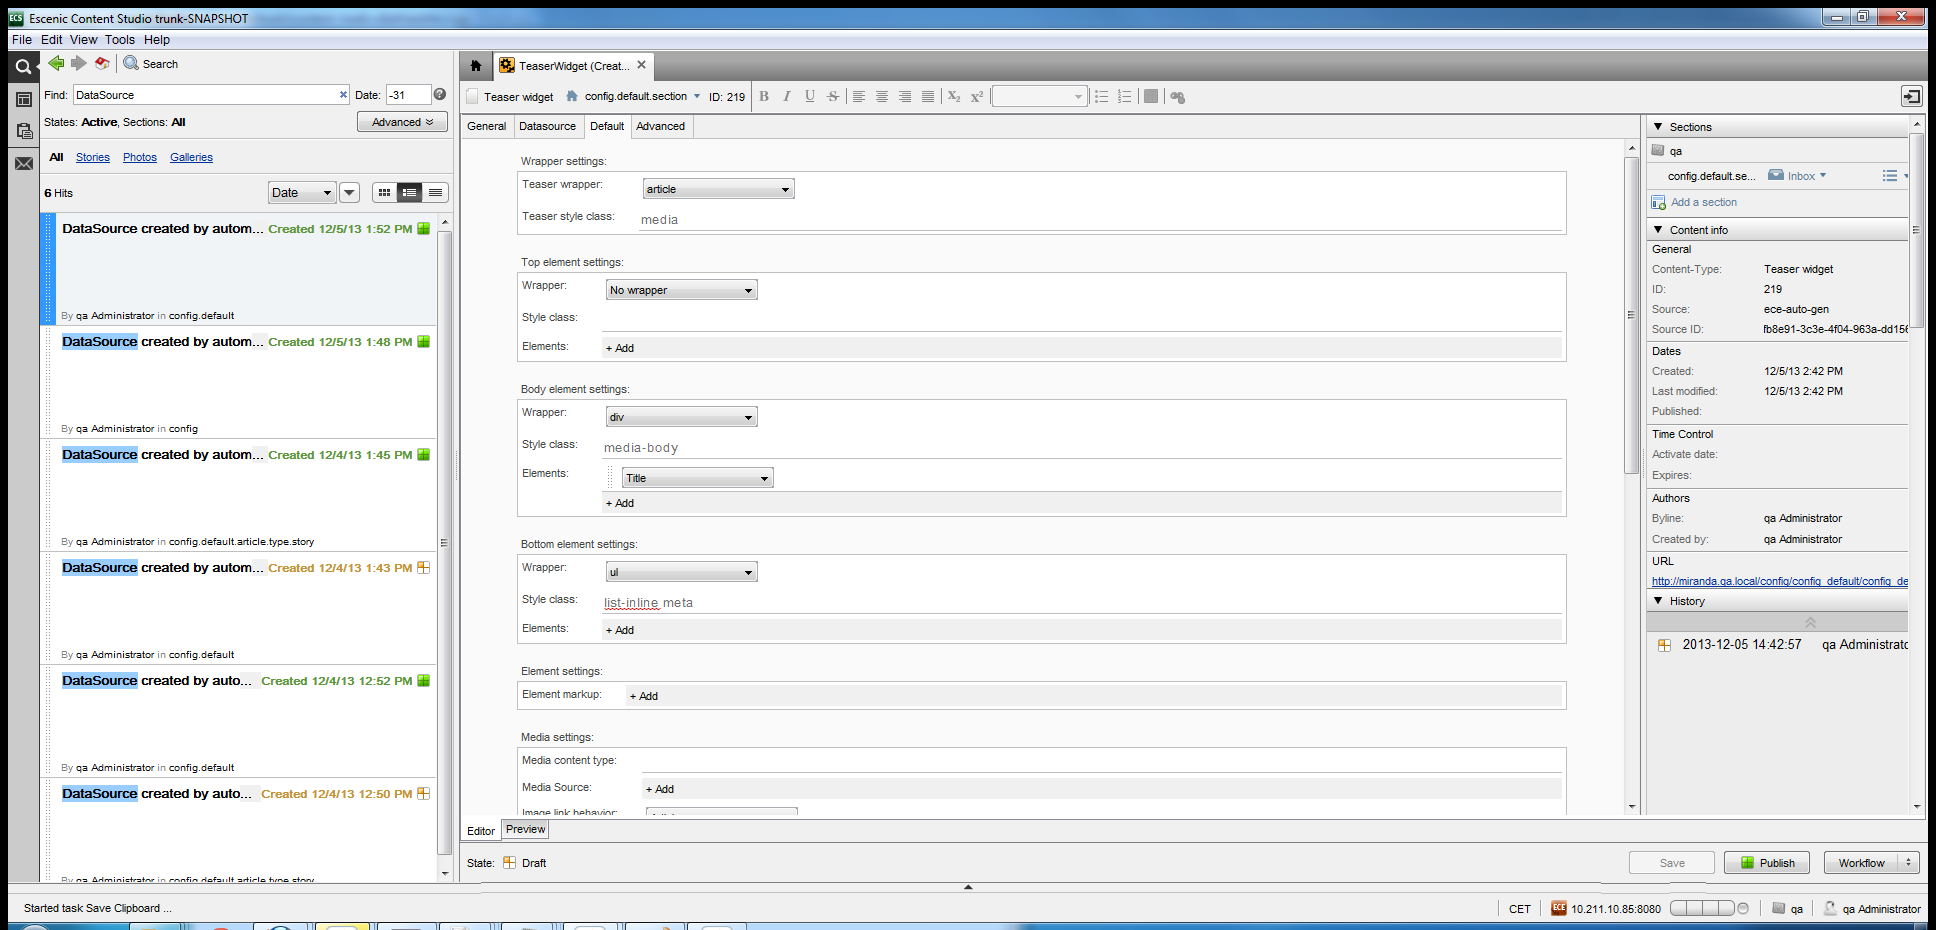 Escenic Content Studio trunk-SNAPSHOT
File Edit View Tools Help
Search
Find: DataSource Date: -31
States: Active, Sections: All Advanced
All Stories Photos Galleries
6 Hits Date
DataSource created by autom... Created 12/5/13 1:52 PM
By qa Administrator in config.default
DataSource created by autom... Created 12/5/13 1:48 PM
By qa Administrator in config
DataSource created by autom... Created 12/4/13 1:45 PM
By qa Administrator in config.default.article.type.story
DataSource created by autom... Created 12/4/13 1:43 PM
By qa Administrator in config.default
DataSource created by auto... Created 12/4/13 12:52 PM
By qa Administrator in config.default
DataSource created by auto... Created 12/4/13 12:50 PM
By qa Administrator in config.default.article.type.story
TeaserWidget (Creat...
Teaser widget config.default.section ID: 219 B I U S X2 X2
General Datasource Default Advanced
Wrapper settings:
Teaser wrapper: article
Teaser style class: media
Top element settings:
Wrapper: No wrapper
Style class:
Elements: + Add
Body element settings:
Wrapper: div
Style class: media-body
Elements: Title
+ Add
Bottom element settings:
Wrapper: ul
Style class: list-inline meta
Elements: + Add
Element settings:
Element markup: + Add
Media settings:
Media content type:
Media Source: + Add
Image link behavior:
Editor Preview
State: Draft Save Publish Workflow
Sections
qa
config.default.se... Inbox
Add a section
Content info
General
Content-Type: Teaser widget
ID: 219
Source: ece-auto-gen
Source ID: fb8e91-3c3e-4f04-963a-dd156
Dates
Created: 12/5/13 2:42 PM
Last modified: 12/5/13 2:42 PM
Published:
Time Control
Activate date:
Expires:
Authors
Byline: qa Administrator
Created by: qa Administrator
URL
http://miranda.qa.local/config/config_default/config_de
History
2013-12-05 14:42:57 qa Administratc
Started task Save Clipboard ... CET ECE 10.211.10.85:8080 qa qa Administrator